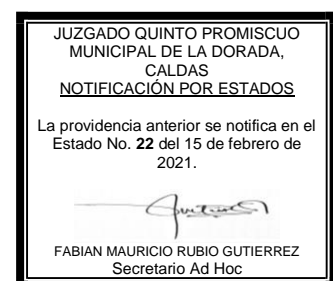 JUZGADO QUINTO PROMISCUO
MUNICIPAL DE LA DORADA,
CALDAS
NOTIFICACIÓN POR ESTADOS
La providencia anterior se notifica en el
Estado No. 22 del 15 de febrero de
2021.
FABIAN MAURICIO RUBIO GUTIERREZ
Secretario Ad Hoc